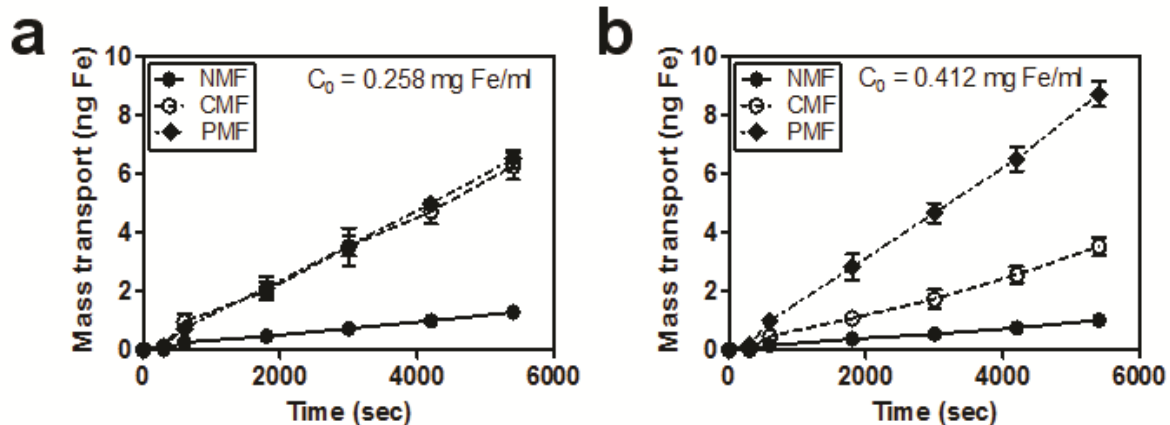 a
Mass transport (ng Fe)
10
8
6
4
2
0
NMF
CMF
PMF
C₀ = 0.258 mg Fe/ml
0 2000 4000 6000
Time (sec)
b
Mass transport (ng Fe)
10
8
6
4
2
0
NMF
CMF
PMF
C₀ = 0.412 mg Fe/ml
0 2000 4000 6000
Time (sec)